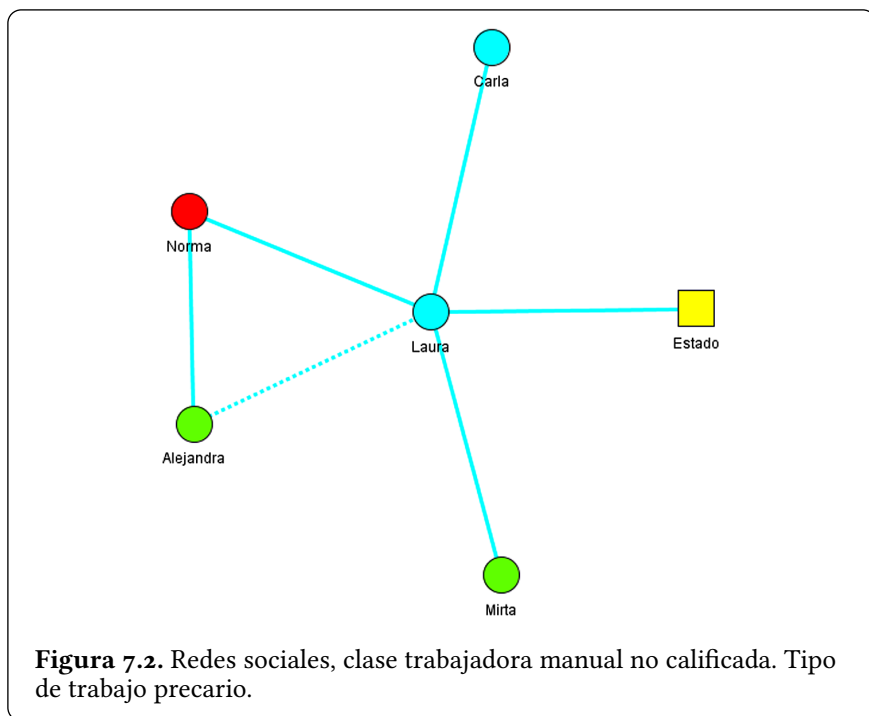 Carla
Norma
Laura
Estado
Alejandra
Mirta
Figura 7.2. Redes sociales, clase trabajadora manual no calificada. Tipo
de trabajo precario.